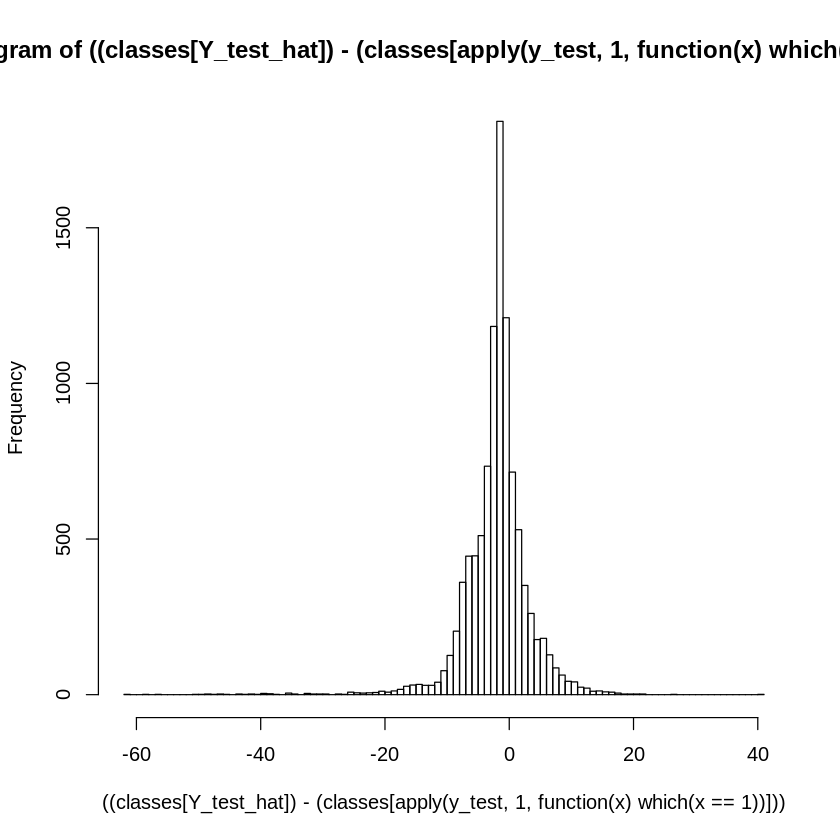 gram of ((classes[Y_test_hat]) - (classes[apply(y_test, 1, function(x) which(
Frequency
1500
1000
500
0
-60 -40 -20 0 20 40
((classes[Y_test_hat]) - (classes[apply(y_test, 1, function(x) which(x == 1))]))